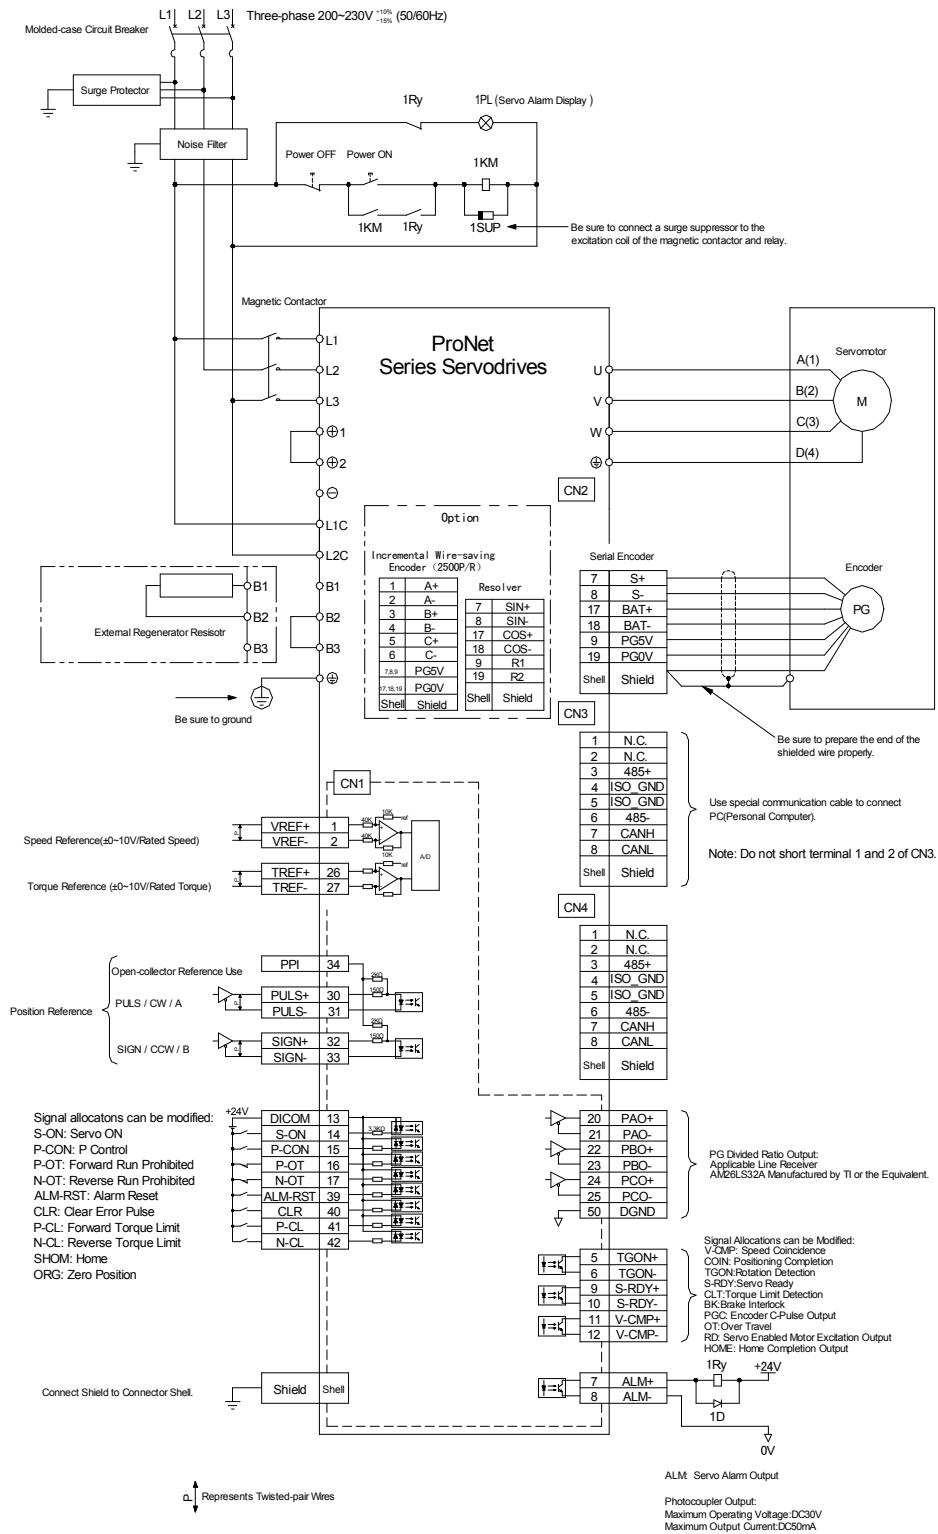 L1 L2 L3 Three-phase 200~230V +10% -15% (50/60Hz)
Molded-case Circuit Breaker
Surge Protector
1Ry 1PL (Servo Alarm Display )
Noise Filter
Power OFF Power ON
1KM
1KM 1Ry 1SUP
Be sure to connect a surge suppressor to the
excitation coil of the magnetic contactor and relay.
Magnetic Contactor
ProNet
Series Servodrives
L1
L2
L3
1
2
L1C
L2C
B1
B2
B3
U
V
W
A(1)
B(2)
C(3)
D(4)
Servomotor
M
CN2
Option
Incremental Wire-saving
Encoder (2500P/R)
1 A+
2 A-
3 B+
4 B-
5 C+
6 C-
7,8,9 PG5V
17,18,19 PG0V
Shell Shield
Resolver
7 SIN+
8 SIN-
17 COS+
18 COS-
9 R1
19 R2
Shell Shield
Serial Encoder
7 S+
8 S-
17 BAT+
18 BAT-
9 PG5V
19 PG0V
Shell Shield
Encoder
PG
B1
B2
B3
External Regenerator Resisotr
Be sure to ground
Be sure to prepare the end of the
shielded wire properly.
CN3
1 N.C.
2 N.C.
3 485+
4 ISO_GND
5 ISO_GND
6 485-
7 CANH
8 CANL
Shell Shield
Use special communication cable to connect
PC(Personal Computer).
Note: Do not short terminal 1 and 2 of CN3.
CN4
1 N.C.
2 N.C.
3 485+
4 ISO_GND
5 ISO_GND
6 485-
7 CANH
8 CANL
Shell Shield
CN1
Speed Reference(±0~10V/Rated Speed)
P
VREF+ 1
VREF- 2
40K
40K
10K
10K
ref
ref
A/D
Torque Reference (±0~10V/Rated Torque)
P
TREF+ 26
TREF- 27
Position Reference
Open-collector Reference Use
PPI 34
PULS / CW / A
P
PULS+ 30
PULS- 31
2KΩ
150Ω
SIGN / CCW / B
P
SIGN+ 32
SIGN- 33
2KΩ
150Ω
+24V
DICOM 13
S-ON 14
P-CON 15
P-OT 16
N-OT 17
ALM-RST 39
CLR 40
P-CL 41
N-CL 42
3.3KΩ
Signal allocatons can be modified:
S-ON: Servo ON
P-CON: P Control
P-OT: Forward Run Prohibited
N-OT: Reverse Run Prohibited
ALM-RST: Alarm Reset
CLR: Clear Error Pulse
P-CL: Forward Torque Limit
N-CL: Reverse Torque Limit
SHOM: Home
ORG: Zero Position
20 PAO+
21 PAO-
22 PBO+
23 PBO-
24 PCO+
25 PCO-
50 DGND
PG Divided Ratio Output:
Applicable Line Receiver
AM26LS32A Manufactured by TI or the Equivalent.
5 TGON+
6 TGON-
9 S-RDY+
10 S-RDY-
11 V-CMP+
12 V-CMP-
Signal Allocations can be Modified:
V-CMP: Speed Coincidence
COIN: Positioning Completion
TGON:Rotation Detection
S-RDY:Servo Ready
CLT:Torque Limit Detection
BK:Brake Interlock
PGC: Encoder C-Pulse Output
OT:Over Travel
RD: Servo Enabled Motor Excitation Output
HOME: Home Completion Output
Connect Shield to Connector Shell.
Shield Shell
7 ALM+
8 ALM-
1Ry
+24V
1D
0V
ALM: Servo Alarm Output
P Represents Twisted-pair Wires
Photocoupler Output:
Maximum Operating Voltage:DC30V
Maximum Output Current:DC50mA